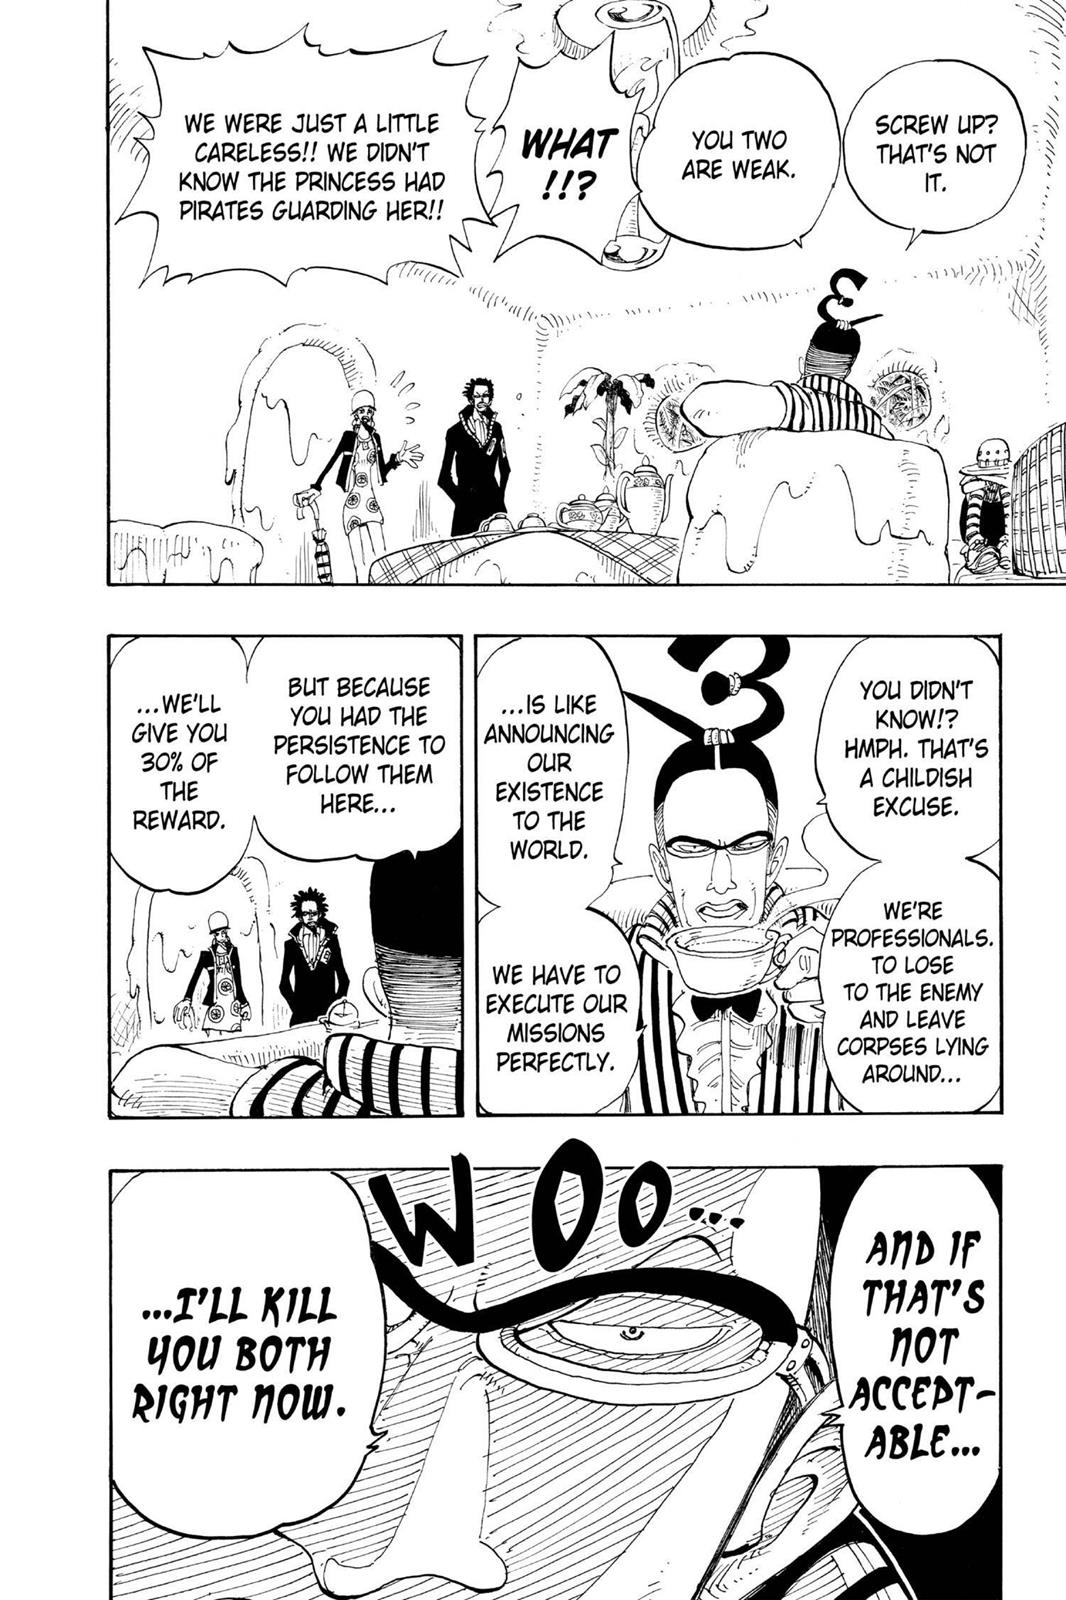 SCREW UP?
THAT'S NOT
IT.
YOU TWO
ARE WEAK.
WHAT
!!?
WE WERE JUST A LITTLE
CARELESS!! WE DIDN'T
KNOW THE PRINCESS HAD
PIRATES GUARDING HER!!
YOU DIDN'T
KNOW!?
HMPH. THAT'S
A CHILDISH
EXCUSE.
WE'RE
PROFESSIONALS.
TO LOSE
TO THE ENEMY
AND LEAVE
CORPSES LYING
AROUND...
...IS LIKE
ANNOUNCING
OUR
EXISTENCE
TO THE
WORLD.
WE HAVE TO
EXECUTE OUR
MISSIONS
PERFECTLY.
BUT BECAUSE
YOU HAD THE
PERSISTENCE TO
FOLLOW THEM
HERE...
...WE'LL
GIVE YOU
30% OF
THE
REWARD.
AND IF
THAT'S
NOT
ACCEPT-
ABLE...
WOO...
...I'LL KILL
YOU BOTH
RIGHT NOW.